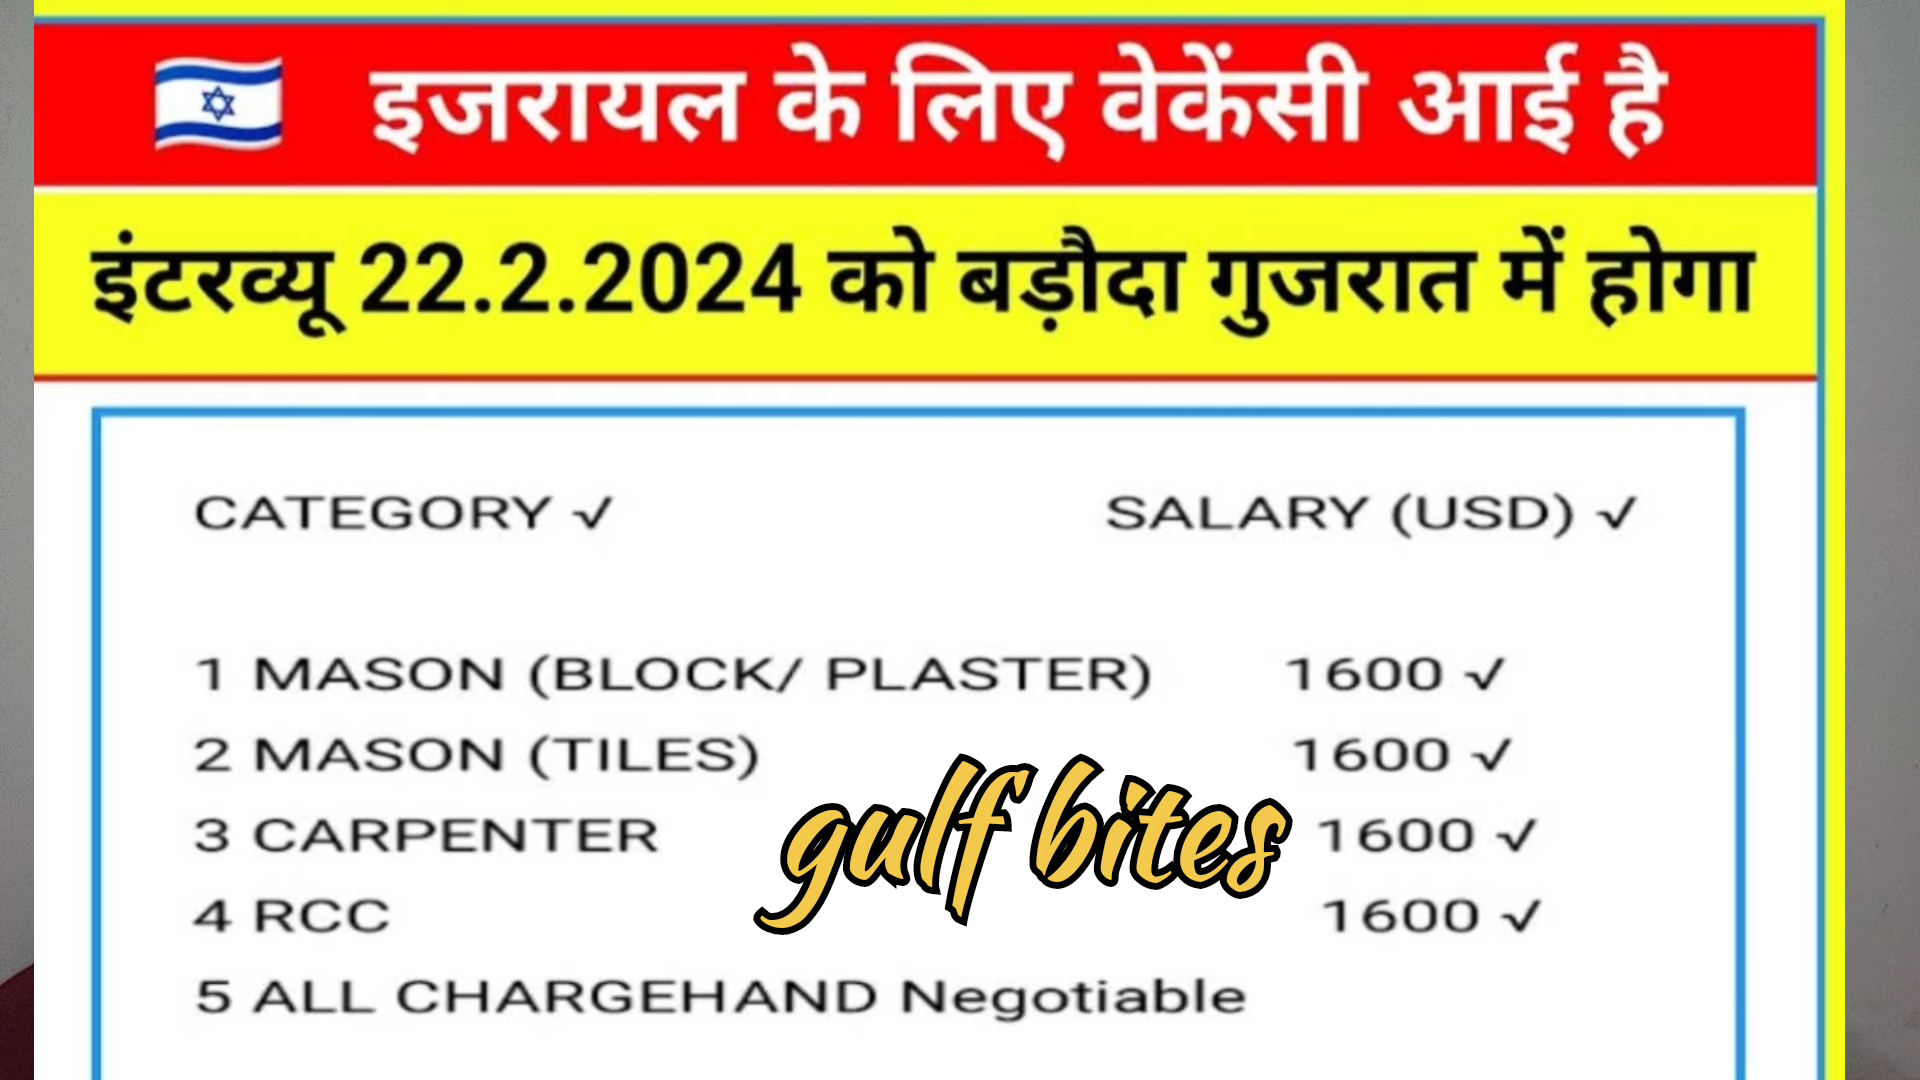 इजरायल के लिए वेकेंसी आई है
इंटरव्यू 22.2.2024 को बड़ौदा गुजरात में होगा
CATEGORY √ SALARY (USD) √
1 MASON (BLOCK/ PLASTER) 1600 √
2 MASON (TILES) 1600 √
3 CARPENTER 1600 √
gulf bites
4 RCC 1600 √
5 ALL CHARGEHAND Negotiable